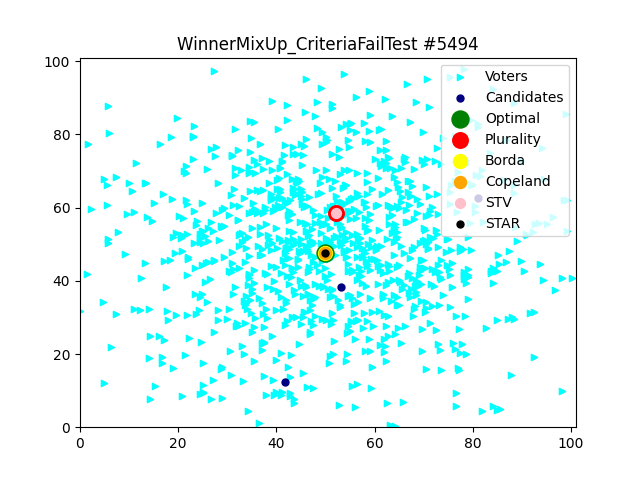 WinnerMixUp_CriteriaFailTest #5494
100
80
60
40
20
0
0
20
40
60
80
100
Voters
Candidates
Optimal
Plurality
Borda
Copeland
STV
STAR